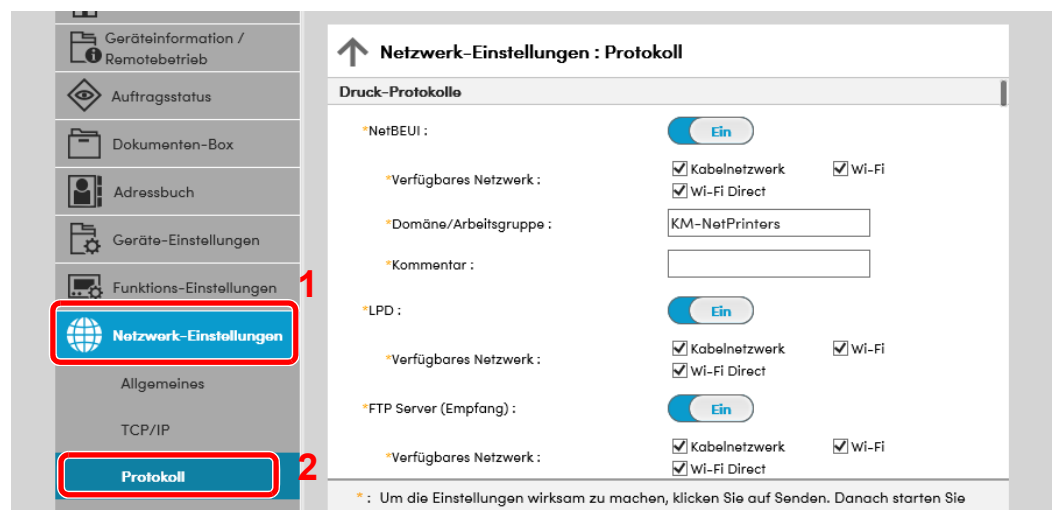 Geräteinformation /
Remotebetrieb
Auftragsstatus
Dokumenten-Box
Adressbuch
Geräte-Einstellungen
Funktions-Einstellungen
1
Netzwerk-Einstellungen
Allgemeines
TCP/IP
Protokoll
2
Netzwerk-Einstellungen : Protokoll
Druck-Protokolle
*NetBEUI : Ein
*Verfügbares Netzwerk : Kabelnetzwerk Wi-Fi
Wi-Fi Direct
*Domäne/Arbeitsgruppe : KM-NetPrinters
*Kommentar :
*LPD : Ein
*Verfügbares Netzwerk : Kabelnetzwerk Wi-Fi
Wi-Fi Direct
*FTP Server (Empfang) : Ein
*Verfügbares Netzwerk : Kabelnetzwerk Wi-Fi
Wi-Fi Direct
* : Um die Einstellungen wirksam zu machen, klicken Sie auf Senden. Danach starten Sie